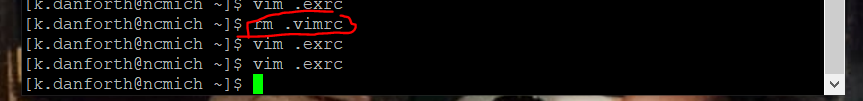 [k.danforth@ncmich ~]$ vim .exrc
[k.danforth@ncmich ~]$ rm .vimrc
[k.danforth@ncmich ~]$ vim .exrc
[k.danforth@ncmich ~]$ vim .exrc
[k.danforth@ncmich ~]$